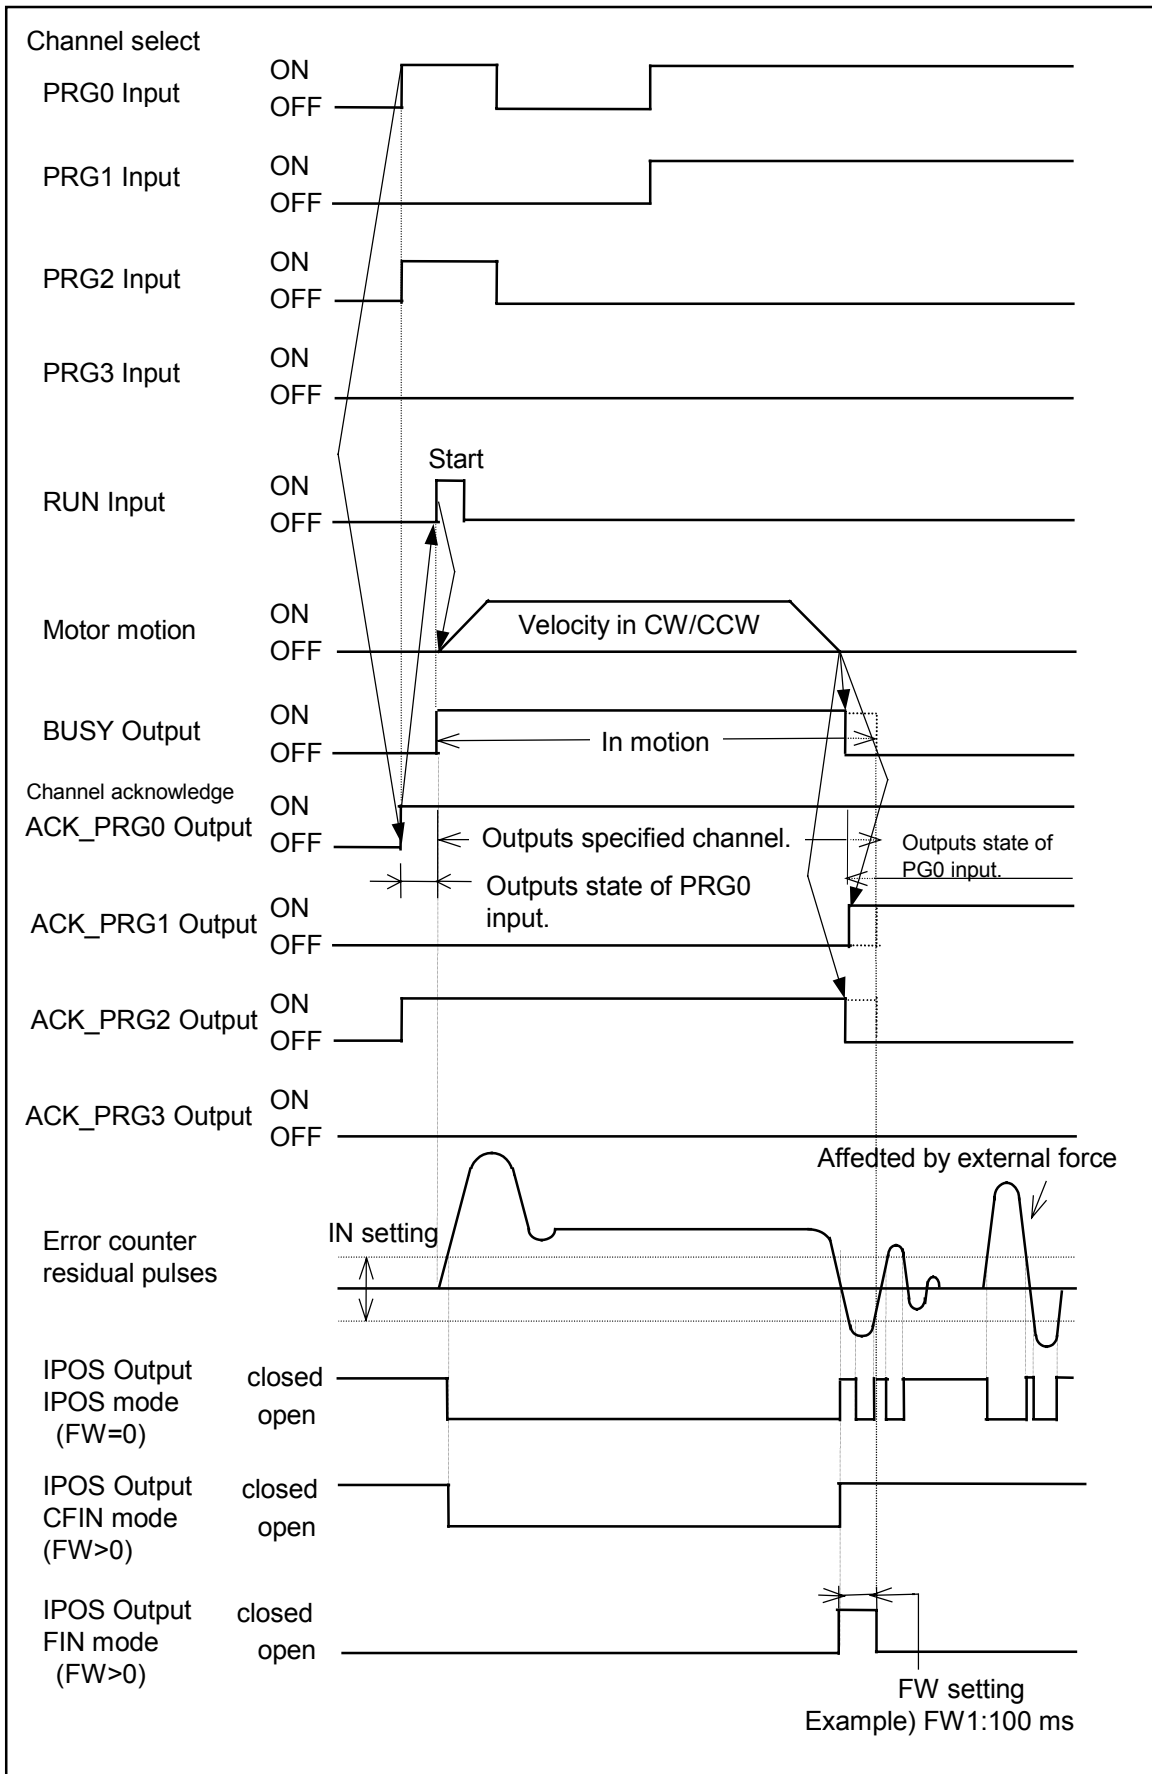 Channel select
PRG0 Input
ON
OFF
PRG1 Input
ON
OFF
PRG2 Input
ON
OFF
PRG3 Input
ON
OFF
Start
RUN Input
ON
OFF
Motor motion
ON
OFF
Velocity in CW/CCW
BUSY Output
ON
OFF
In motion
Channel acknowledge
ACK_PRG0 Output
ON
OFF
Outputs specified channel.
Outputs state of
PG0 input.
Outputs state of PRG0
input.
ACK_PRG1 Output
ON
OFF
ACK_PRG2 Output
ON
OFF
ACK_PRG3 Output
ON
OFF
Affedted by external force
IN setting
Error counter
residual pulses
IPOS Output
IPOS mode
(FW=0)
closed
open
IPOS Output
CFIN mode
(FW>0)
closed
open
IPOS Output
FIN mode
(FW>0)
closed
open
FW setting
Example) FW1:100 ms